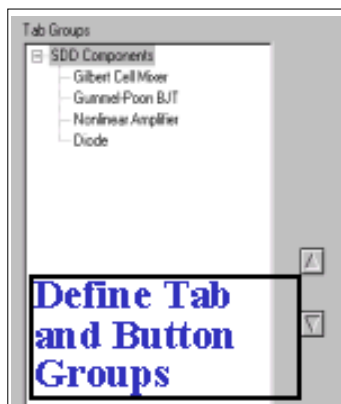 Tab Groups
SDD Components
Gilbert Cell Mixer
Gummel-Poon BJT
Nonlinear Amplifier
Diode
Define Tab
and Button
Groups